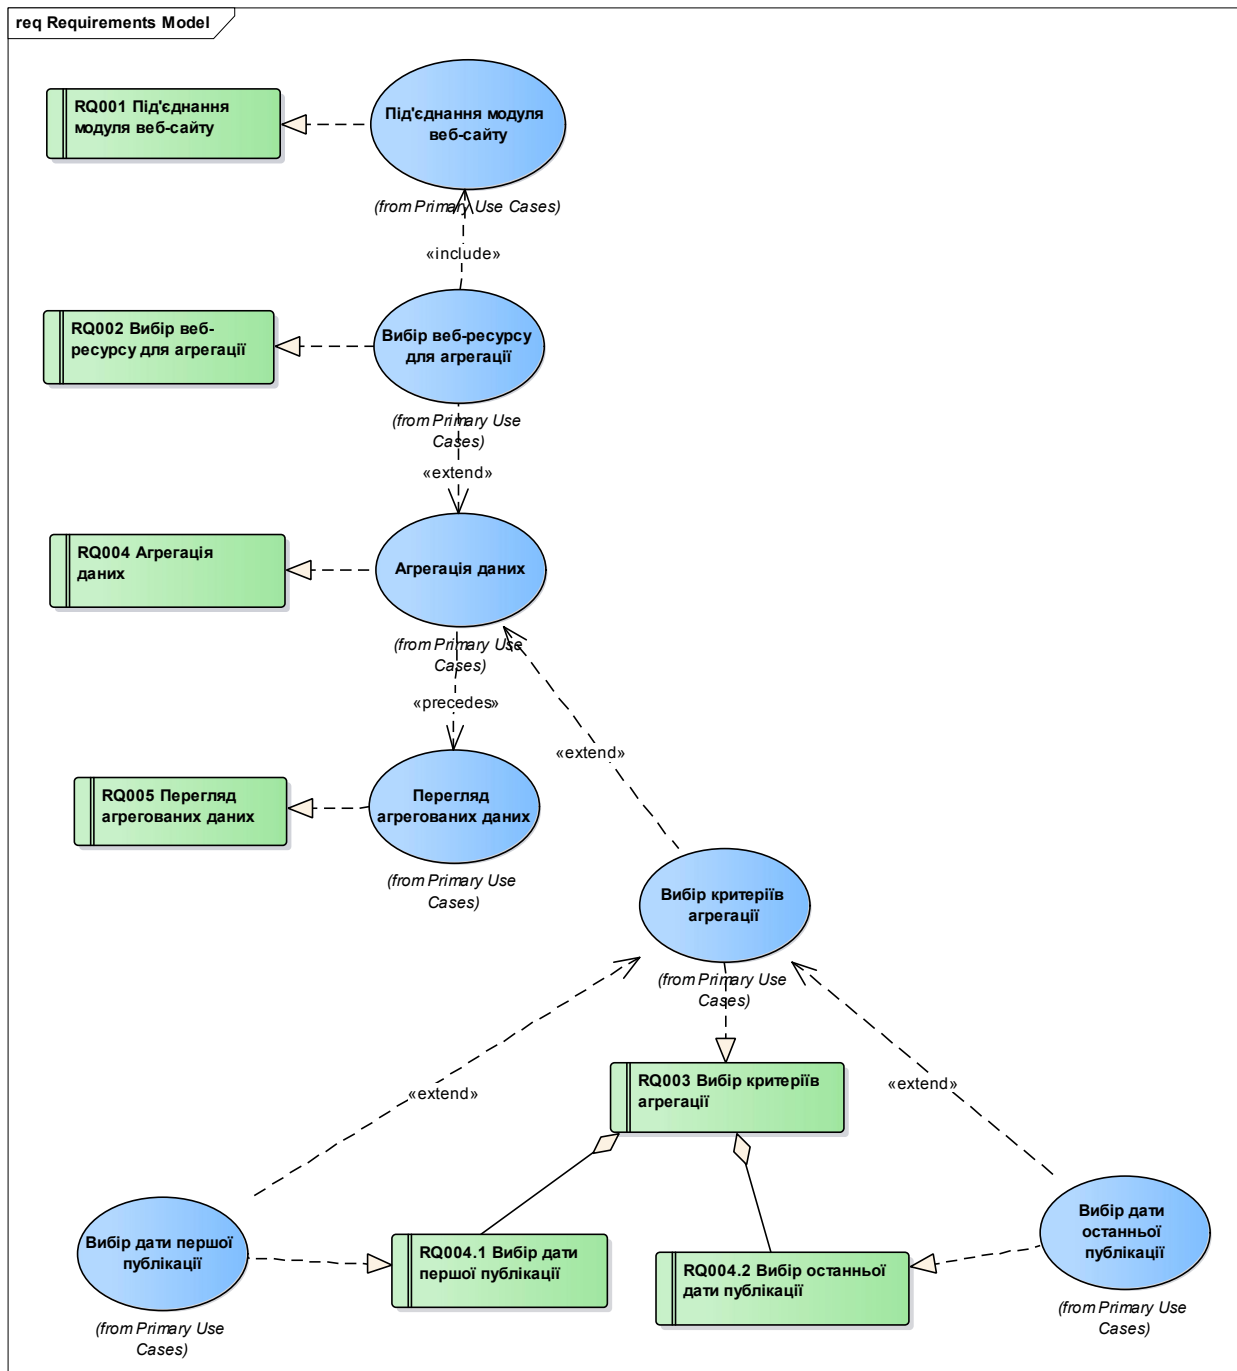 req Requirements Model
RQ001 Під'єднання
модуля веб-сайту
Під'єднання модуля
веб-сайту
(from Primary Use Cases)
«include»
RQ002 Вибір веб-
ресурсу для агрегації
Вибір веб-ресурсу
для агрегації
(from Primary Use
Cases)
«extend»
RQ004 Агрегація
даних
Агрегація даних
(from Primary Use
Cases)
«precedes»
«extend»
RQ005 Перегляд
агрегованих даних
Перегляд
агрегованих даних
(from Primary Use
Cases)
Вибір критеріїв
агрегації
(from Primary Use
Cases)
RQ003 Вибір критеріїв
агрегації
«extend»
«extend»
Вибір дати першої
публікації
(from Primary Use
Cases)
RQ004.1 Вибір дати
першої публікації
RQ004.2 Вибір останньої
дати публікації
Вибір дати
останньої
публікації
(from Primary Use
Cases)